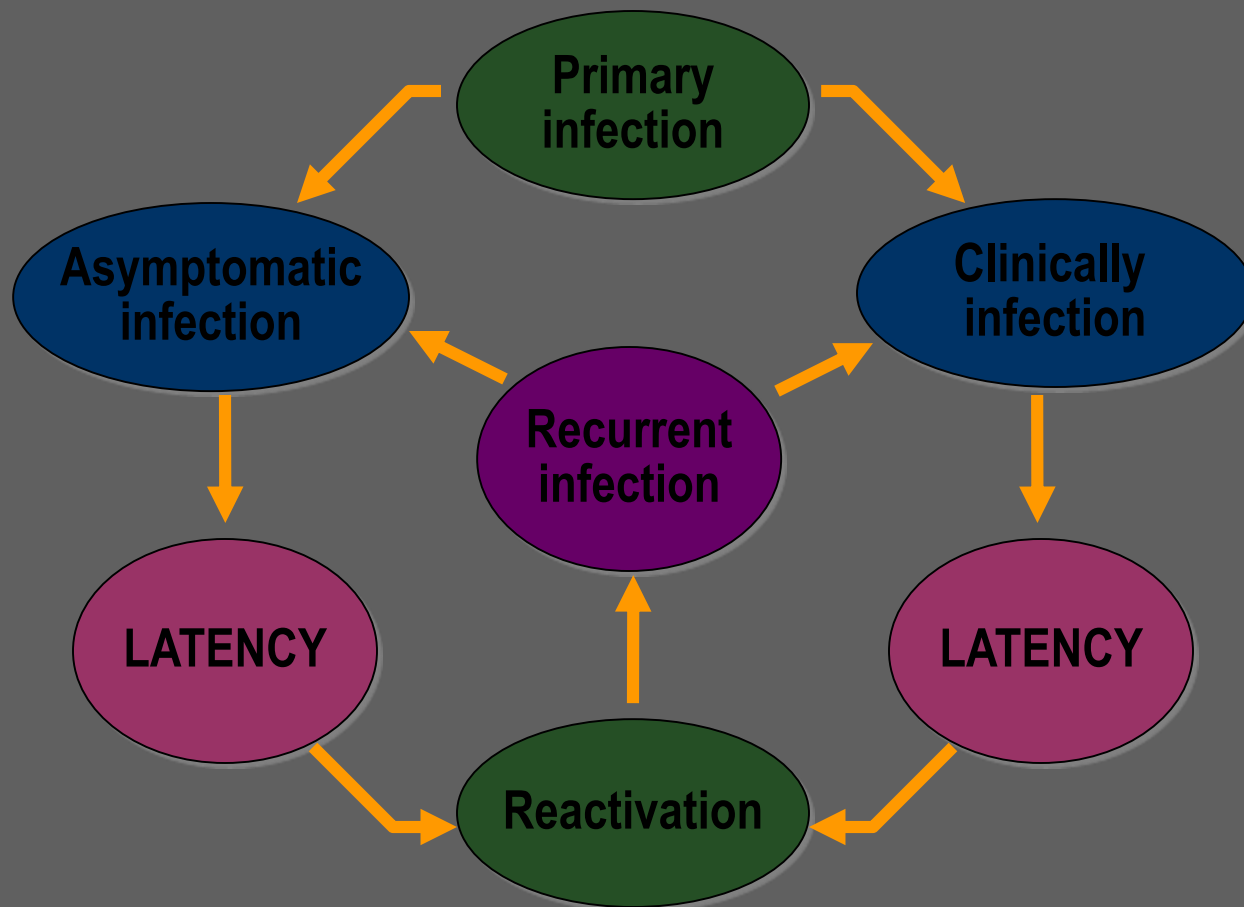 Primary
infection
Asymptomatic
infection
Clinically
infection
Recurrent
infection
LATENCY
LATENCY
Reactivation